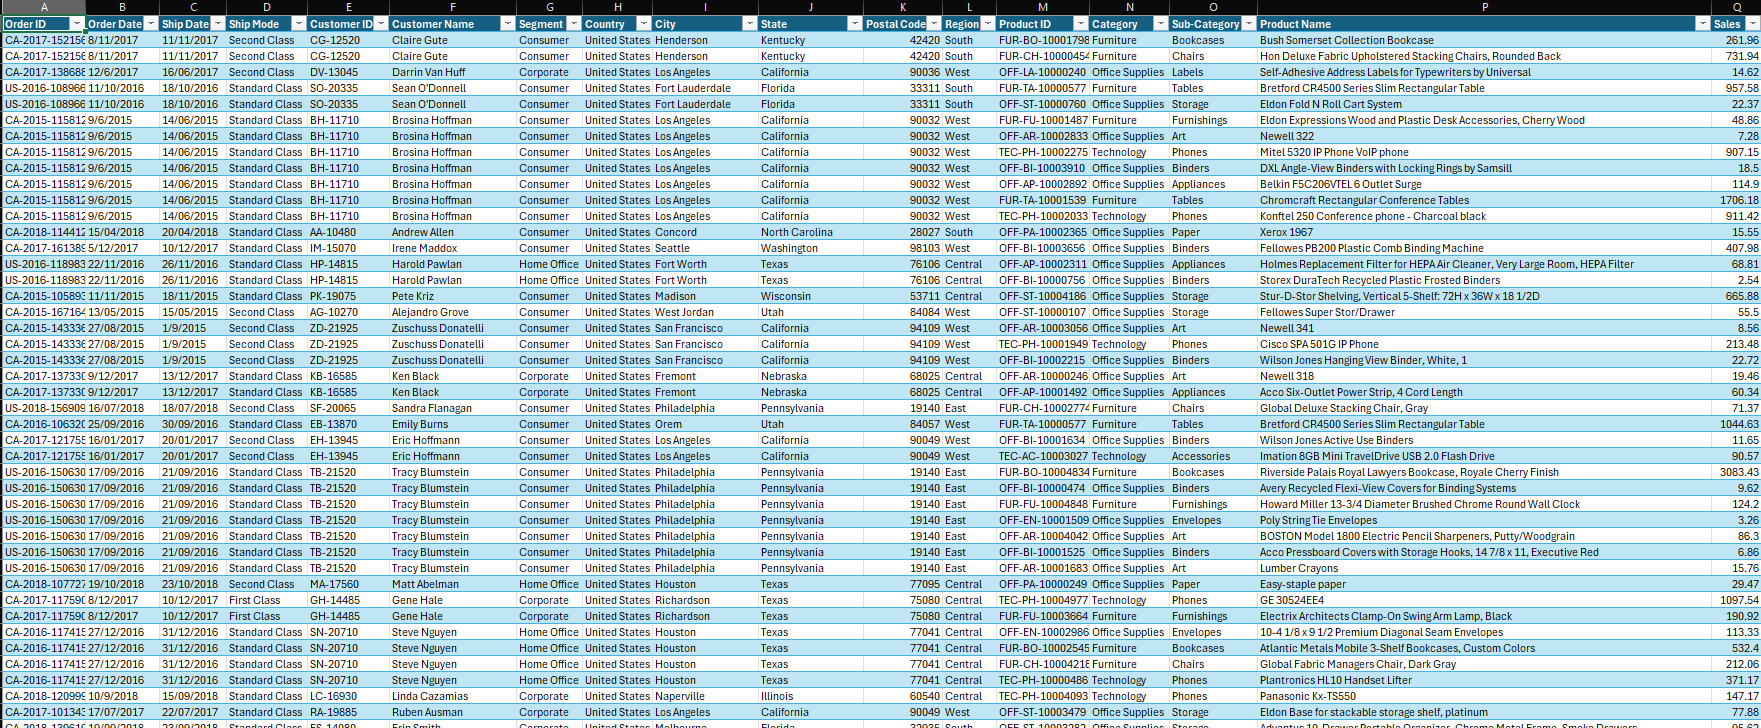 A B C D E F G H I J K L M N O P Q
Order ID Order Date Ship Date Ship Mode Customer ID Customer Name Segment Country City State Postal Code Region Product ID Category Sub-Category Product Name Sales
CA-2017-152156 8/11/2017 11/11/2017 Second Class CG-12520 Claire Gute Consumer United States Henderson Kentucky 42420 South FUR-BO-10001798 Furniture Bookcases Bush Somerset Collection Bookcase 261.96
CA-2017-152156 8/11/2017 11/11/2017 Second Class CG-12520 Claire Gute Consumer United States Henderson Kentucky 42420 South FUR-CH-10000454 Furniture Chairs Hon Deluxe Fabric Upholstered Stacking Chairs, Rounded Back 731.94
CA-2017-138688 12/6/2017 16/06/2017 Second Class DV-13045 Darrin Van Huff Corporate United States Los Angeles California 90036 West OFF-LA-10000240 Office Supplies Labels Self-Adhesive Address Labels for Typewriters by Universal 14.62
US-2016-108966 11/10/2016 18/10/2016 Standard Class SO-20335 Sean O'Donnell Consumer United States Fort Lauderdale Florida 33311 South FUR-TA-10000577 Furniture Tables Bretford CR4500 Series Slim Rectangular Table 957.58
US-2016-108966 11/10/2016 18/10/2016 Standard Class SO-20335 Sean O'Donnell Consumer United States Fort Lauderdale Florida 33311 South OFF-ST-10000760 Office Supplies Storage Eldon Fold N Roll Cart System 22.37
CA-2015-115812 9/6/2015 14/06/2015 Standard Class BH-11710 Brosina Hoffman Consumer United States Los Angeles California 90032 West FUR-FU-10001487 Furniture Furnishings Eldon Expressions Wood and Plastic Desk Accessories, Cherry Wood 48.86
CA-2015-115812 9/6/2015 14/06/2015 Standard Class BH-11710 Brosina Hoffman Consumer United States Los Angeles California 90032 West OFF-AR-10002833 Office Supplies Art Newell 322 7.28
CA-2015-115812 9/6/2015 14/06/2015 Standard Class BH-11710 Brosina Hoffman Consumer United States Los Angeles California 90032 West TEC-PH-10002275 Technology Phones Mitel 5320 IP Phone VoIP phone 907.15
CA-2015-115812 9/6/2015 14/06/2015 Standard Class BH-11710 Brosina Hoffman Consumer United States Los Angeles California 90032 West OFF-BI-10003910 Office Supplies Binders DXL Angle-View Binders with Locking Rings by Samsill 18.5
CA-2015-115812 9/6/2015 14/06/2015 Standard Class BH-11710 Brosina Hoffman Consumer United States Los Angeles California 90032 West OFF-AP-10002892 Office Supplies Appliances Belkin F5C206VTEL 6 Outlet Surge 114.9
CA-2015-115812 9/6/2015 14/06/2015 Standard Class BH-11710 Brosina Hoffman Consumer United States Los Angeles California 90032 West FUR-TA-10001539 Furniture Tables Chromcraft Rectangular Conference Tables 1706.18
CA-2015-115812 9/6/2015 14/06/2015 Standard Class BH-11710 Brosina Hoffman Consumer United States Los Angeles California 90032 West TEC-PH-10002033 Technology Phones Konftel 250 Conference phone - Charcoal black 911.42
CA-2018-114412 15/04/2018 20/04/2018 Standard Class AA-10480 Andrew Allen Consumer United States Concord North Carolina 28027 South OFF-PA-10002365 Office Supplies Paper Xerox 1967 15.55
CA-2017-161389 5/12/2017 10/12/2017 Standard Class IM-15070 Irene Maddox Consumer United States Seattle Washington 98103 West OFF-BI-10003656 Office Supplies Binders Fellowes PB200 Plastic Comb Binding Machine 407.98
US-2016-118983 22/11/2016 26/11/2016 Standard Class HP-14815 Harold Pawlan Home Office United States Fort Worth Texas 76106 Central OFF-AP-10002311 Office Supplies Appliances Holmes Replacement Filter for HEPA Air Cleaner, Very Large Room, HEPA Filter 68.81
US-2016-118983 22/11/2016 26/11/2016 Standard Class HP-14815 Harold Pawlan Home Office United States Fort Worth Texas 76106 Central OFF-BI-10000756 Office Supplies Binders Storex DuraTech Recycled Plastic Frosted Binders 2.54
CA-2015-105893 11/11/2015 18/11/2015 Standard Class PK-19075 Pete Kriz Consumer United States Madison Wisconsin 53711 Central OFF-ST-10004186 Office Supplies Storage Stur-D-Stor Shelving, Vertical 5-Shelf: 72H x 36W x 18 1/2D 665.88
CA-2015-167164 13/05/2015 15/05/2015 Second Class AG-10270 Alejandro Grove Consumer United States West Jordan Utah 84084 West OFF-ST-10000107 Office Supplies Storage Fellowes Super Stor/Drawer 55.5
CA-2015-143336 27/08/2015 1/9/2015 Second Class ZD-21925 Zuschuss Donatelli Consumer United States San Francisco California 94109 West OFF-AR-10003056 Office Supplies Art Newell 341 8.56
CA-2015-143336 27/08/2015 1/9/2015 Second Class ZD-21925 Zuschuss Donatelli Consumer United States San Francisco California 94109 West TEC-PH-10001949 Technology Phones Cisco SPA 501G IP Phone 213.48
CA-2015-143336 27/08/2015 1/9/2015 Second Class ZD-21925 Zuschuss Donatelli Consumer United States San Francisco California 94109 West OFF-BI-10002215 Office Supplies Binders Wilson Jones Hanging View Binder, White, 1 22.72
CA-2017-137330 9/12/2017 13/12/2017 Standard Class KB-16585 Ken Black Corporate United States Fremont Nebraska 68025 Central OFF-AR-10000246 Office Supplies Art Newell 318 19.46
CA-2017-137330 9/12/2017 13/12/2017 Standard Class KB-16585 Ken Black Corporate United States Fremont Nebraska 68025 Central OFF-AP-10001492 Office Supplies Appliances Acco Six-Outlet Power Strip, 4 Cord Length 60.34
US-2018-156909 16/07/2018 18/07/2018 Second Class SF-20065 Sandra Flanagan Consumer United States Philadelphia Pennsylvania 19140 East FUR-CH-10002774 Furniture Chairs Global Deluxe Stacking Chair, Gray 71.37
CA-2016-106320 25/09/2016 30/09/2016 Standard Class EB-13870 Emily Burns Consumer United States Orem Utah 84057 West FUR-TA-10000577 Furniture Tables Bretford CR4500 Series Slim Rectangular Table 1044.63
CA-2017-121755 16/01/2017 20/01/2017 Second Class EH-13945 Eric Hoffmann Consumer United States Los Angeles California 90049 West OFF-BI-10001634 Office Supplies Binders Wilson Jones Active Use Binders 11.65
CA-2017-121755 16/01/2017 20/01/2017 Second Class EH-13945 Eric Hoffmann Consumer United States Los Angeles California 90049 West TEC-AC-10003027 Technology Accessories Imation 8GB Mini TravelDrive USB 2.0 Flash Drive 90.57
US-2016-150630 17/09/2016 21/09/2016 Standard Class TB-21520 Tracy Blumstein Consumer United States Philadelphia Pennsylvania 19140 East FUR-BO-10004834 Furniture Bookcases Riverside Palais Royal Lawyers Bookcase, Royale Cherry Finish 3083.43
US-2016-150630 17/09/2016 21/09/2016 Standard Class TB-21520 Tracy Blumstein Consumer United States Philadelphia Pennsylvania 19140 East OFF-BI-10000474 Office Supplies Binders Avery Recycled Flexi-View Covers for Binding Systems 9.62
US-2016-150630 17/09/2016 21/09/2016 Standard Class TB-21520 Tracy Blumstein Consumer United States Philadelphia Pennsylvania 19140 East FUR-FU-10004848 Furniture Furnishings Howard Miller 13-3/4 Diameter Brushed Chrome Round Wall Clock 124.2
US-2016-150630 17/09/2016 21/09/2016 Standard Class TB-21520 Tracy Blumstein Consumer United States Philadelphia Pennsylvania 19140 East OFF-EN-10001509 Office Supplies Envelopes Poly String Tie Envelopes 3.26
US-2016-150630 17/09/2016 21/09/2016 Standard Class TB-21520 Tracy Blumstein Consumer United States Philadelphia Pennsylvania 19140 East OFF-AR-10004042 Office Supplies Art BOSTON Model 1800 Electric Pencil Sharpeners, Putty/Woodgrain 86.3
US-2016-150630 17/09/2016 21/09/2016 Standard Class TB-21520 Tracy Blumstein Consumer United States Philadelphia Pennsylvania 19140 East OFF-BI-10001525 Office Supplies Binders Acco Pressboard Covers with Storage Hooks, 14 7/8 x 11, Executive Red 6.86
US-2016-150630 17/09/2016 21/09/2016 Standard Class TB-21520 Tracy Blumstein Consumer United States Philadelphia Pennsylvania 19140 East OFF-AR-10001683 Office Supplies Art Lumber Crayons 15.76
CA-2018-107727 19/10/2018 23/10/2018 Second Class MA-17560 Matt Abelman Home Office United States Houston Texas 77095 Central OFF-PA-10000249 Office Supplies Paper Easy-staple paper 29.47
CA-2017-117590 8/12/2017 10/12/2017 First Class GH-14485 Gene Hale Corporate United States Richardson Texas 75080 Central TEC-PH-10004977 Technology Phones GE 30524EE4 1097.54
CA-2017-117590 8/12/2017 10/12/2017 First Class GH-14485 Gene Hale Corporate United States Richardson Texas 75080 Central FUR-FU-10003664 Furniture Furnishings Electrix Architects Clamp-On Swing Arm Lamp, Black 190.92
CA-2016-117415 27/12/2016 31/12/2016 Standard Class SN-20710 Steve Nguyen Home Office United States Houston Texas 77041 Central OFF-EN-10002986 Office Supplies Envelopes 10-4 1/8 x 9 1/2 Premium Diagonal Seam Envelopes 113.33
CA-2016-117415 27/12/2016 31/12/2016 Standard Class SN-20710 Steve Nguyen Home Office United States Houston Texas 77041 Central FUR-BO-10002545 Furniture Bookcases Atlantic Metals Mobile 3-Shelf Bookcases, Custom Colors 532.4
CA-2016-117415 27/12/2016 31/12/2016 Standard Class SN-20710 Steve Nguyen Home Office United States Houston Texas 77041 Central FUR-CH-10004218 Furniture Chairs Global Fabric Managers Chair, Dark Gray 212.06
CA-2016-117415 27/12/2016 31/12/2016 Standard Class SN-20710 Steve Nguyen Home Office United States Houston Texas 77041 Central TEC-PH-10000486 Technology Phones Plantronics HL10 Handset Lifter 371.17
CA-2018-120999 10/9/2018 15/09/2018 Standard Class LC-16930 Linda Cazamias Corporate United States Naperville Illinois 60540 Central TEC-PH-10004093 Technology Phones Panasonic Kx-TS550 147.17
CA-2017-101343 17/07/2017 22/07/2017 Standard Class RA-19885 Ruben Ausman Corporate United States Los Angeles California 90049 West OFF-ST-10003479 Office Supplies Storage Eldon Base for stackable storage shelf, platinum 77.88